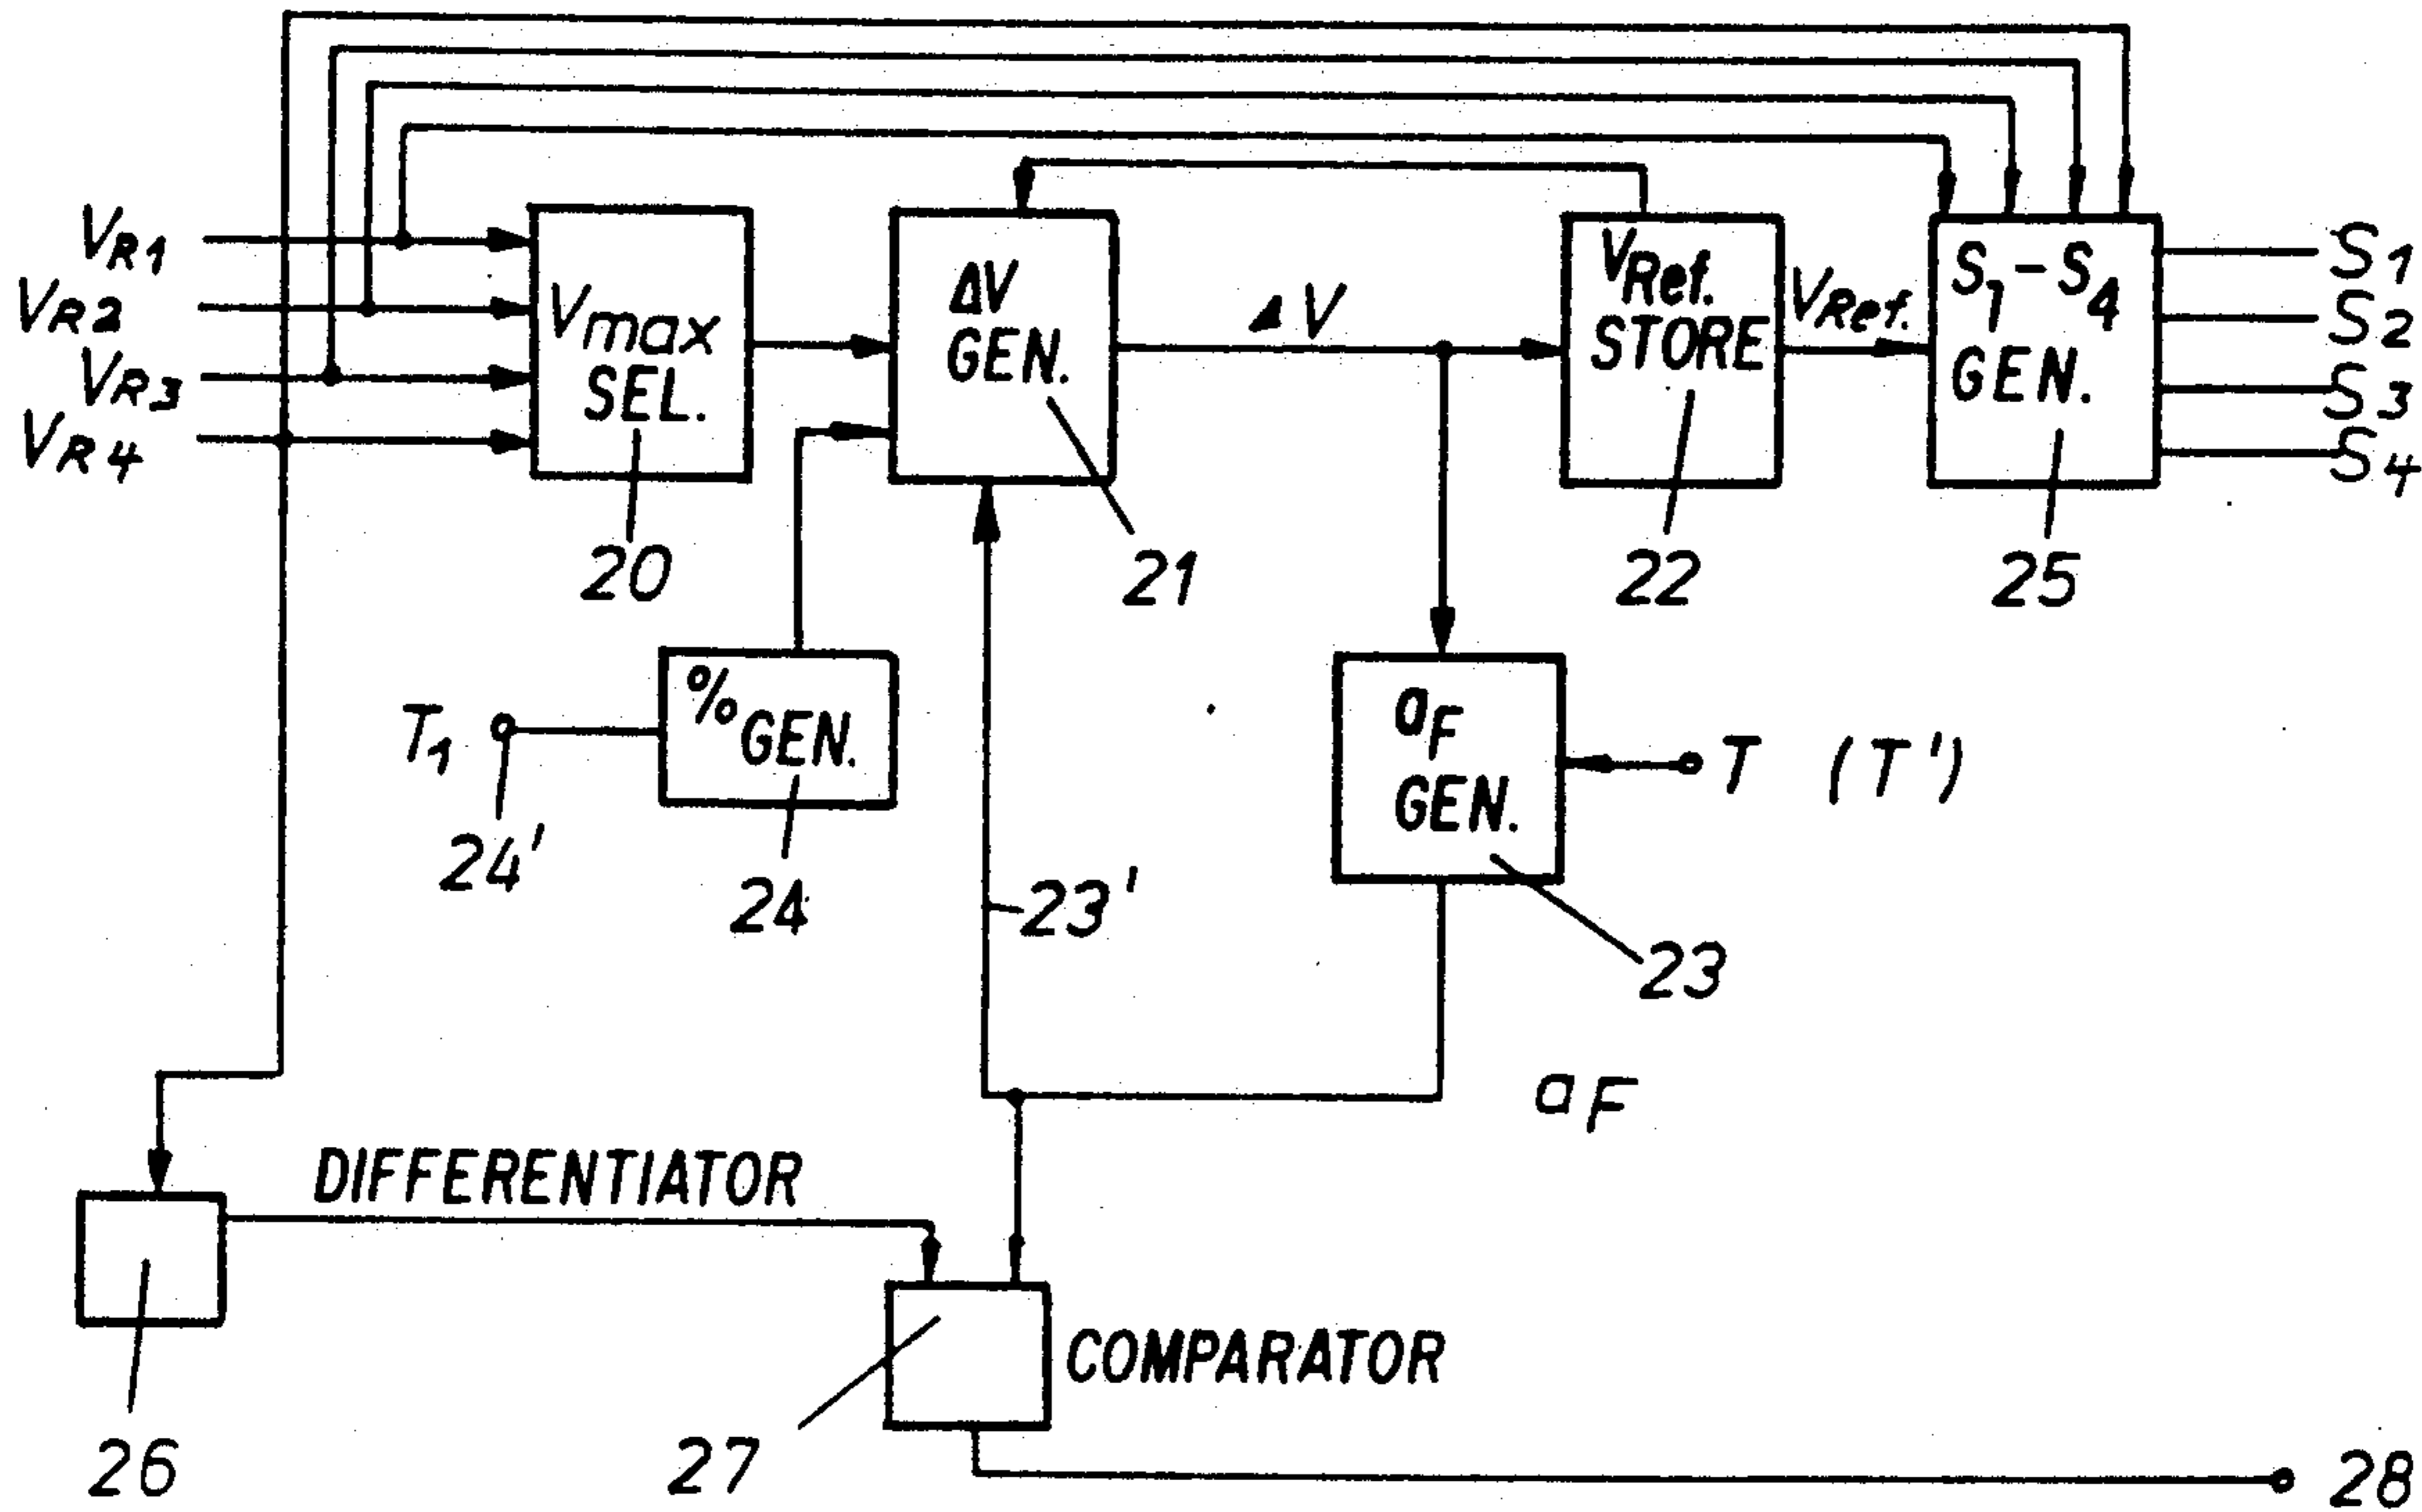 VR1
VR2
VR3
VR4
Vmax
SEL.
20
ΔV
GEN.
21
ΔV
VRef.
STORE
22
VRef.
S1-S4
GEN.
25
S1
S2
S3
S4
T1
24'
% GEN.
24
23'
aF
GEN.
23
T (T')
aF
DIFFERENTIATOR
26
COMPARATOR
27
28